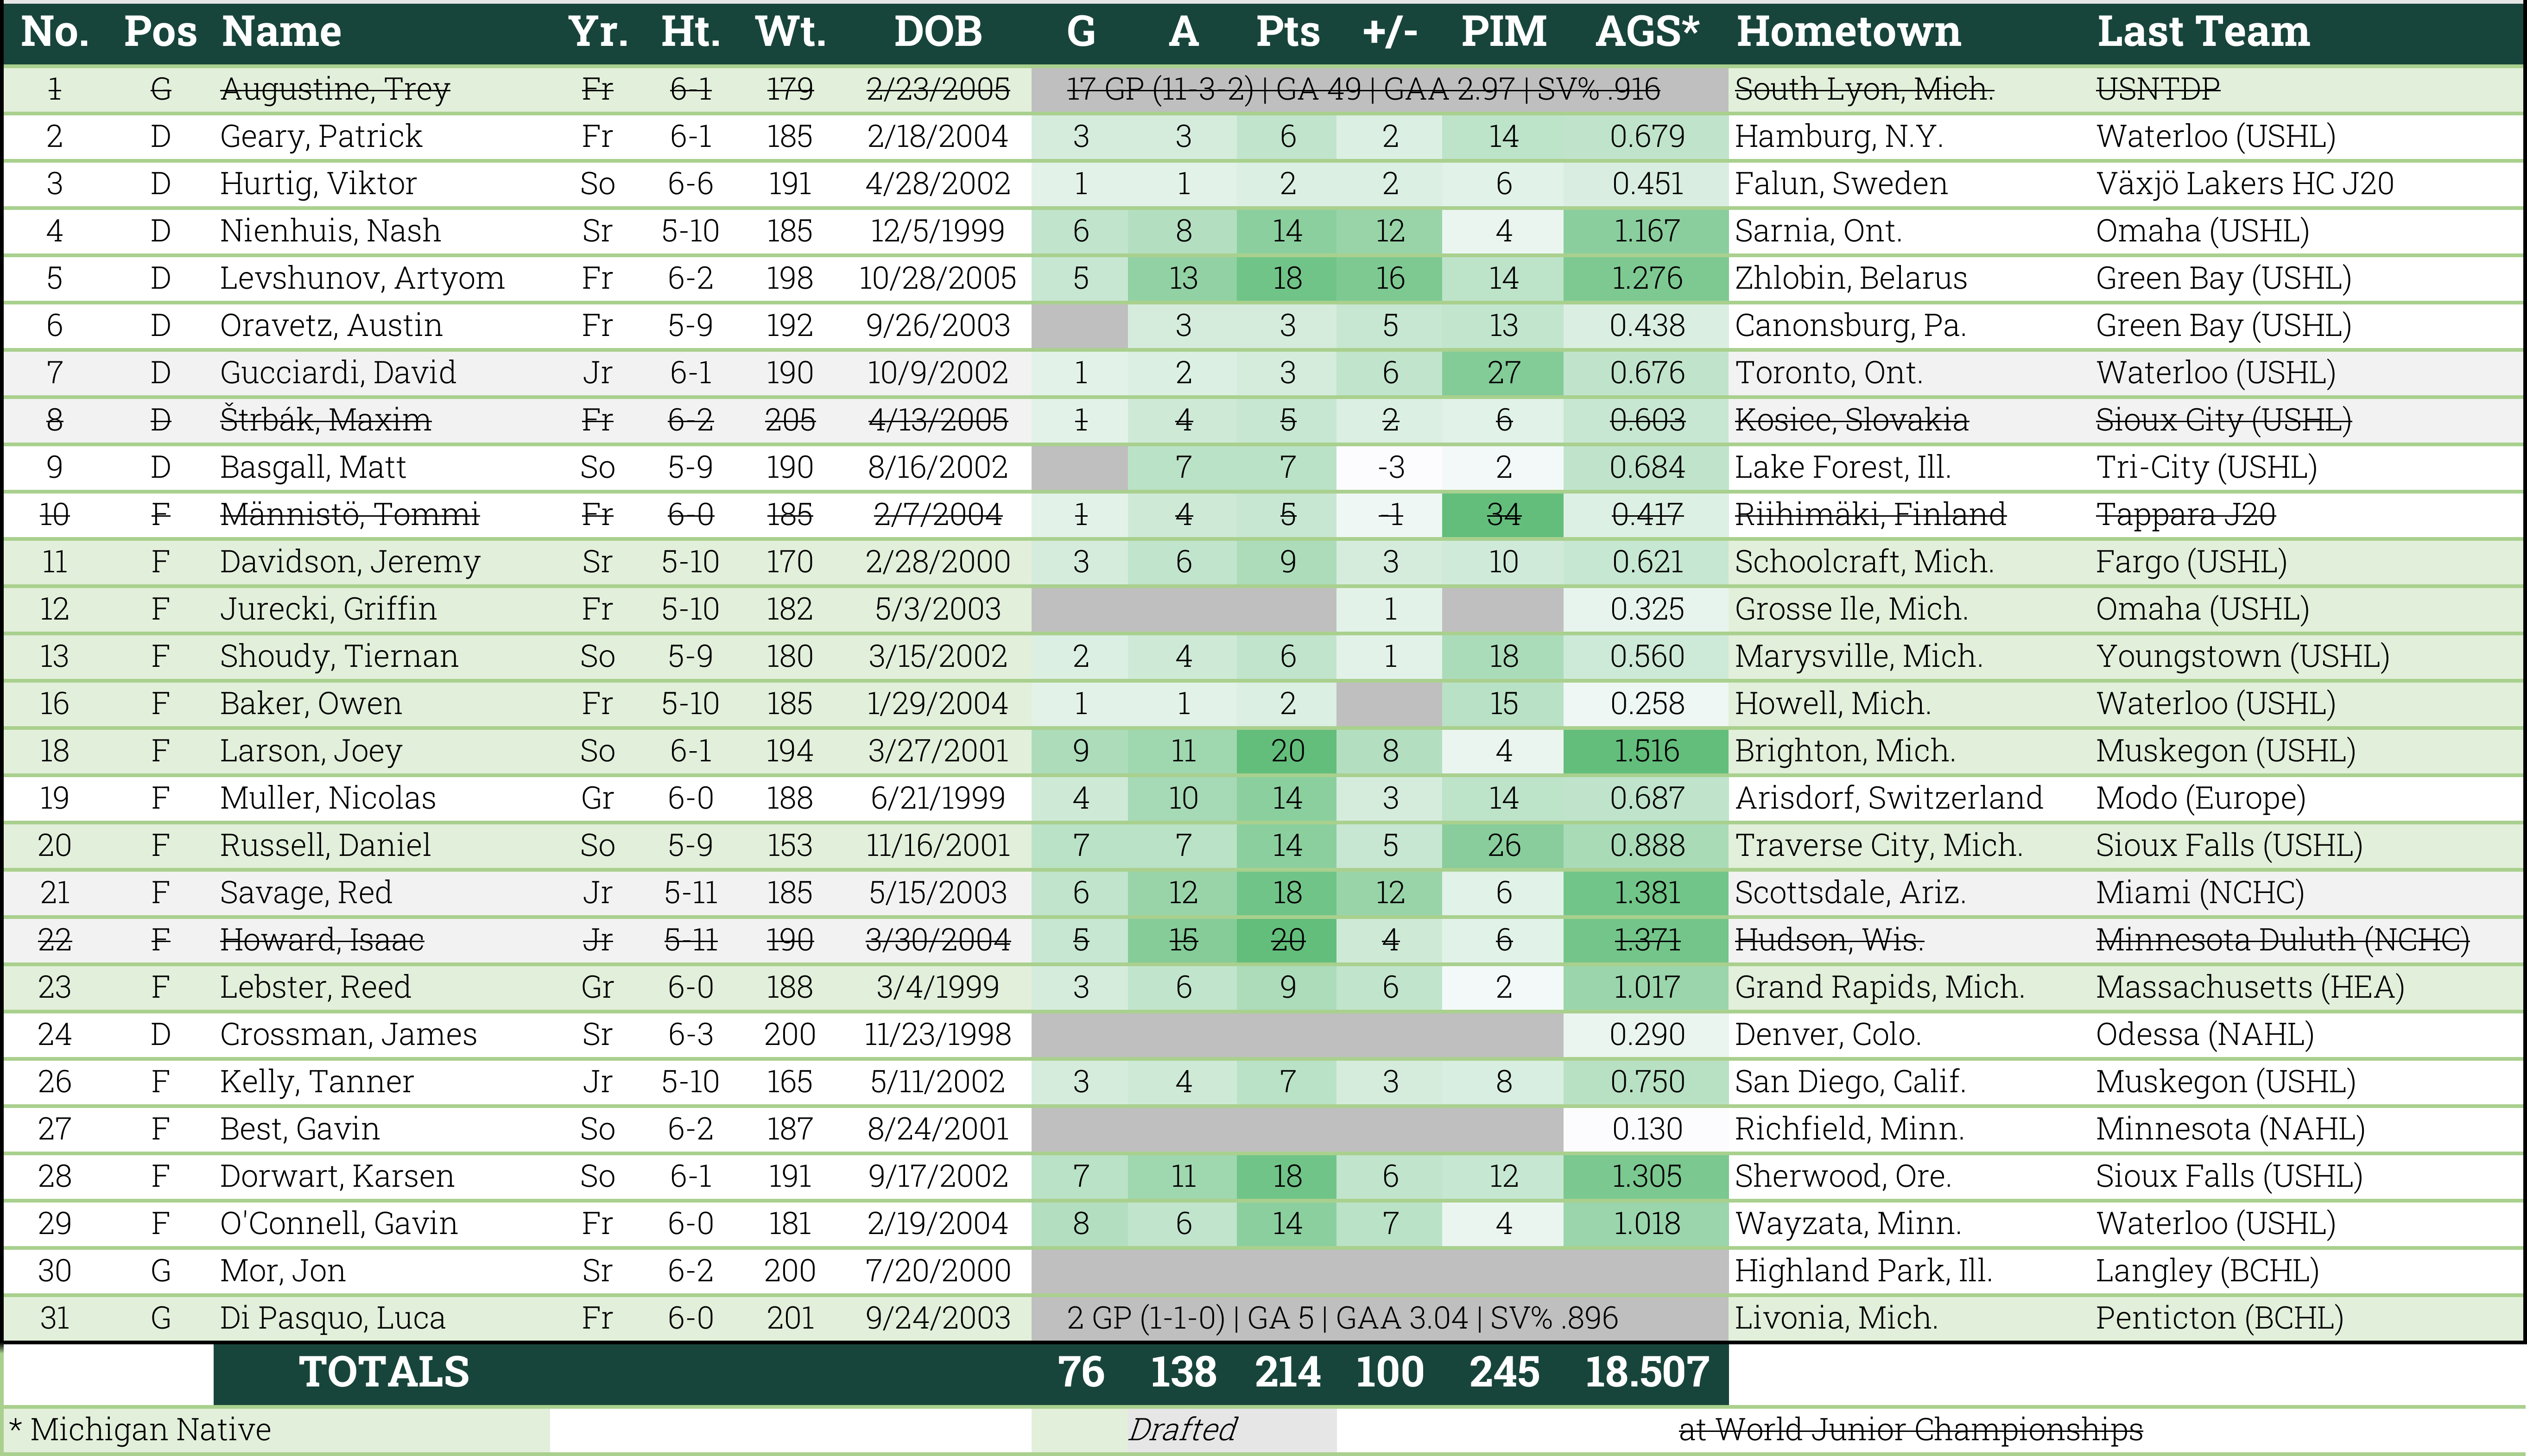 No. Pos Name Yr. Ht. Wt. DOB G A Pts +/- PIM AGS* Hometown Last Team
1 G Augustine, Trey Fr 6-1 179 2/23/2005 17 GP (11-3-2) | GA 49 | GAA 2.97 | SV% .916 South Lyon, Mich. USNTDP
2 D Geary, Patrick Fr 6-1 185 2/18/2004 3 3 6 2 14 0.679 Hamburg, N.Y. Waterloo (USHL)
3 D Hurtig, Viktor So 6-6 191 4/28/2002 1 1 2 2 6 0.451 Falun, Sweden Växjö Lakers HC J20
4 D Nienhuis, Nash Sr 5-10 185 12/5/1999 6 8 14 12 4 1.167 Sarnia, Ont. Omaha (USHL)
5 D Levshunov, Artyom Fr 6-2 198 10/28/2005 5 13 18 16 14 1.276 Zhlobin, Belarus Green Bay (USHL)
6 D Oravetz, Austin Fr 5-9 192 9/26/2003 3 3 5 13 0.438 Canonsburg, Pa. Green Bay (USHL)
7 D Gucciardi, David Jr 6-1 190 10/9/2002 1 2 3 6 27 0.676 Toronto, Ont. Waterloo (USHL)
8 D Štrbák, Maxim Fr 6-2 205 4/13/2005 1 4 5 2 6 0.603 Kosice, Slovakia Sioux City (USHL)
9 D Basgall, Matt So 5-9 190 8/16/2002 7 7 -3 2 0.684 Lake Forest, Ill. Tri-City (USHL)
10 F Männistö, Tommi Fr 6-0 185 2/7/2004 1 4 5 -1 34 0.417 Riihimäki, Finland Tappara J20
11 F Davidson, Jeremy Sr 5-10 170 2/28/2000 3 6 9 3 10 0.621 Schoolcraft, Mich. Fargo (USHL)
12 F Jurecki, Griffin Fr 5-10 182 5/3/2003 1 0.325 Grosse Ile, Mich. Omaha (USHL)
13 F Shoudy, Tiernan So 5-9 180 3/15/2002 2 4 6 1 18 0.560 Marysville, Mich. Youngstown (USHL)
16 F Baker, Owen Fr 5-10 185 1/29/2004 1 1 2 15 0.258 Howell, Mich. Waterloo (USHL)
18 F Larson, Joey So 6-1 194 3/27/2001 9 11 20 8 4 1.516 Brighton, Mich. Muskegon (USHL)
19 F Muller, Nicolas Gr 6-0 188 6/21/1999 4 10 14 3 14 0.687 Arisdorf, Switzerland Modo (Europe)
20 F Russell, Daniel So 5-9 153 11/16/2001 7 7 14 5 26 0.888 Traverse City, Mich. Sioux Falls (USHL)
21 F Savage, Red Jr 5-11 185 5/15/2003 6 12 18 12 6 1.381 Scottsdale, Ariz. Miami (NCHC)
22 F Howard, Isaac Jr 5-11 190 3/30/2004 5 15 20 4 6 1.371 Hudson, Wis. Minnesota Duluth (NCHC)
23 F Lebster, Reed Gr 6-0 188 3/4/1999 3 6 9 6 2 1.017 Grand Rapids, Mich. Massachusetts (HEA)
24 D Crossman, James Sr 6-3 200 11/23/1998 0.290 Denver, Colo. Odessa (NAHL)
26 F Kelly, Tanner Jr 5-10 165 5/11/2002 3 4 7 3 8 0.750 San Diego, Calif. Muskegon (USHL)
27 F Best, Gavin So 6-2 187 8/24/2001 0.130 Richfield, Minn. Minnesota (NAHL)
28 F Dorwart, Karsen So 6-1 191 9/17/2002 7 11 18 6 12 1.305 Sherwood, Ore. Sioux Falls (USHL)
29 F O'Connell, Gavin Fr 6-0 181 2/19/2004 8 6 14 7 4 1.018 Wayzata, Minn. Waterloo (USHL)
30 G Mor, Jon Sr 6-2 200 7/20/2000 Highland Park, Ill. Langley (BCHL)
31 G Di Pasquo, Luca Fr 6-0 201 9/24/2003 2 GP (1-1-0) | GA 5 | GAA 3.04 | SV% .896 Livonia, Mich. Penticton (BCHL)
TOTALS 76 138 214 100 245 18.507
* Michigan Native Drafted at World Junior Championships